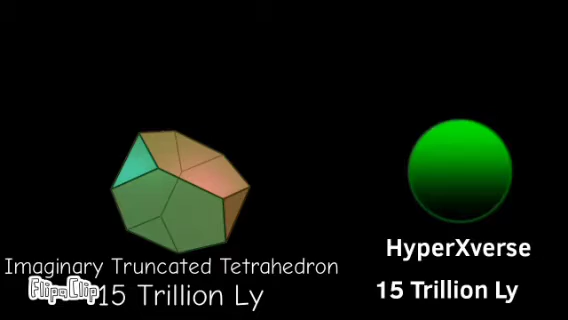 Imaginary Truncated Tetrahedron
15 Trillion Ly
FlipaClip
HyperXverse
15 Trillion Ly